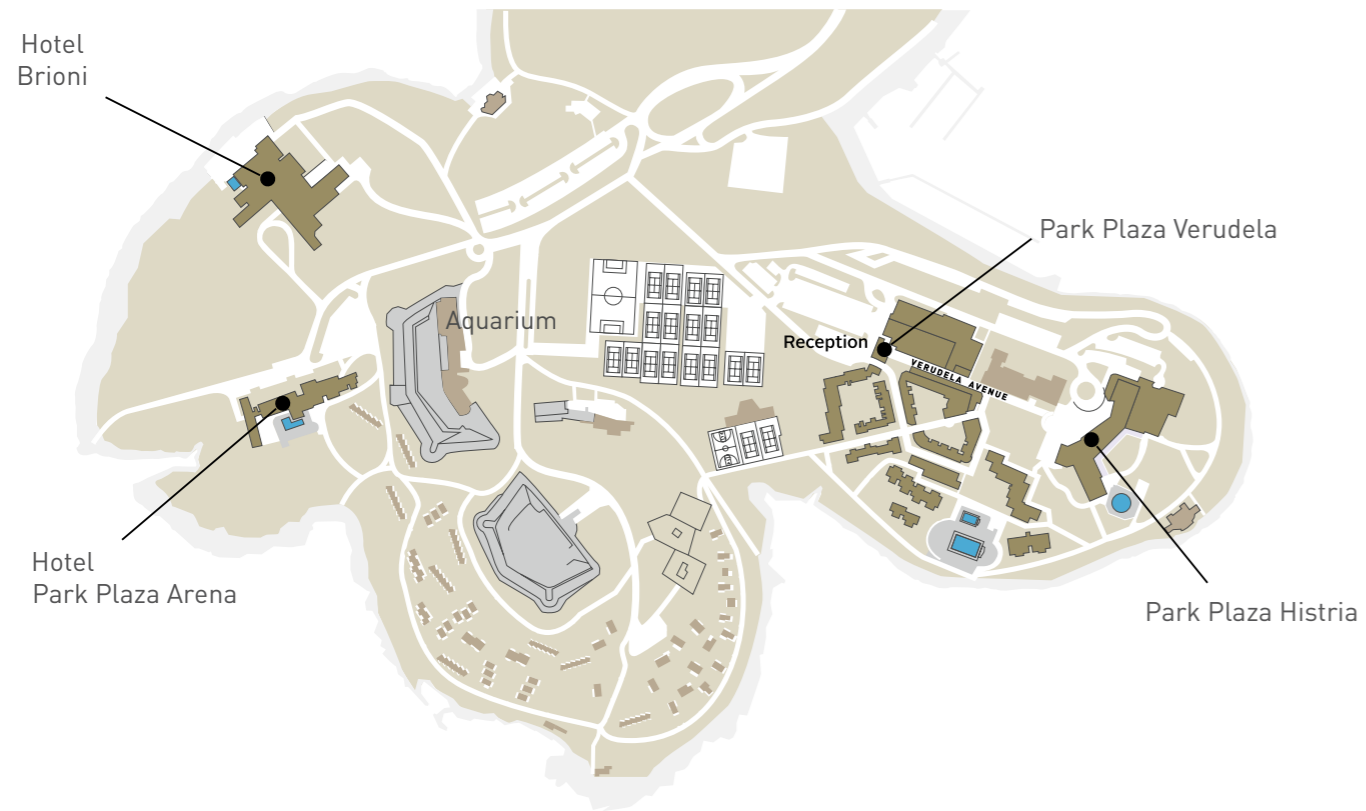 Hotel
Brioni
Park Plaza Verudela
Aquarium
Reception
VERUDELA AVENUE
Hotel
Park Plaza Arena
Park Plaza Histria